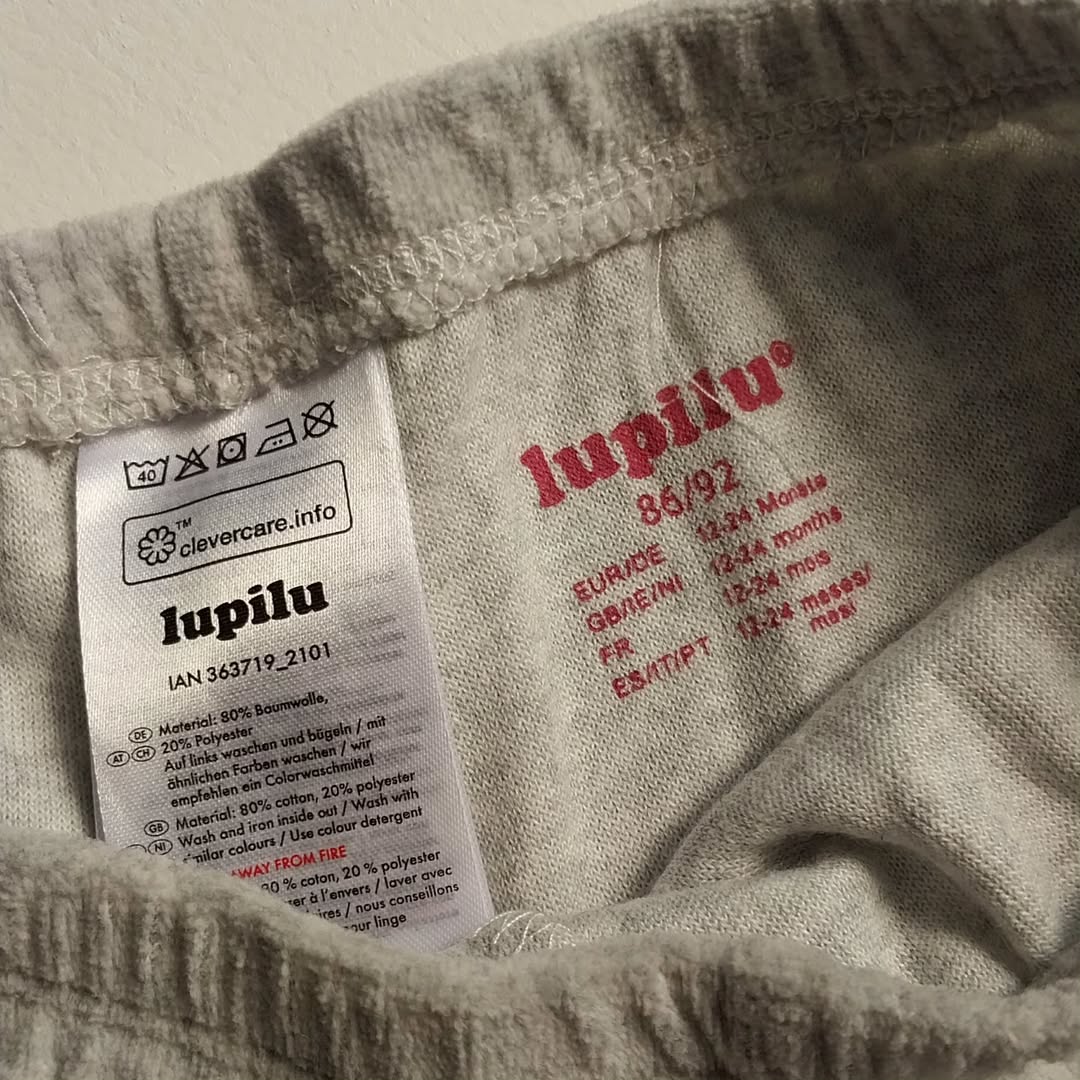 40
™
clevercare.info
lupilu
IAN 363719_2101
DE Material: 80% Baumwolle,
AT CH 20% Polyester
Auf links waschen und bügeln / mit
ähnlichen Farben waschen / wir
empfehlen ein Colorwaschmittel
GB Material: 80% cotton, 20% polyester
NI Wash and iron inside out / Wash with
similar colours / Use colour detergent
AWAY FROM FIRE
% coton, 20 % polyester
à l'envers / laver avec
/ nous conseillons
linge
lupilu®
86/92
EUR/DE 12-24 Monate
GB/IE/NI 12-24 months
FR 12-24 mois
ES/IT/PT 12-24 meses/
mesi